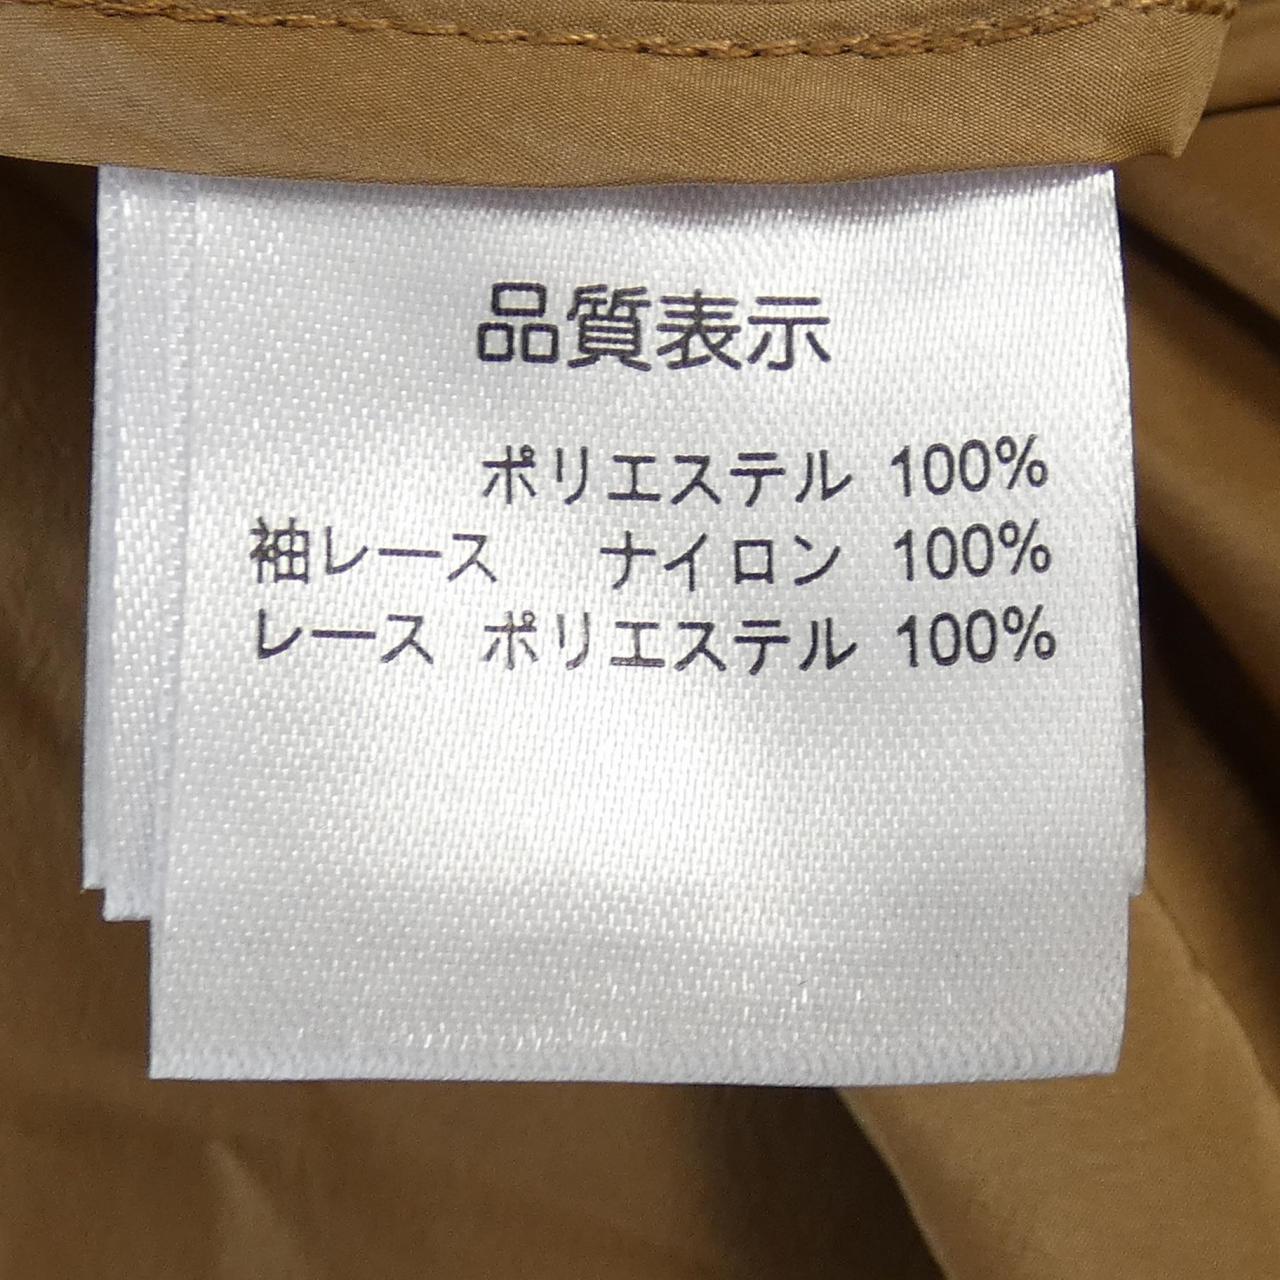 品質表示
ポリエステル 100%
袖レース ナイロン 100%
レース ポリエステル 100%